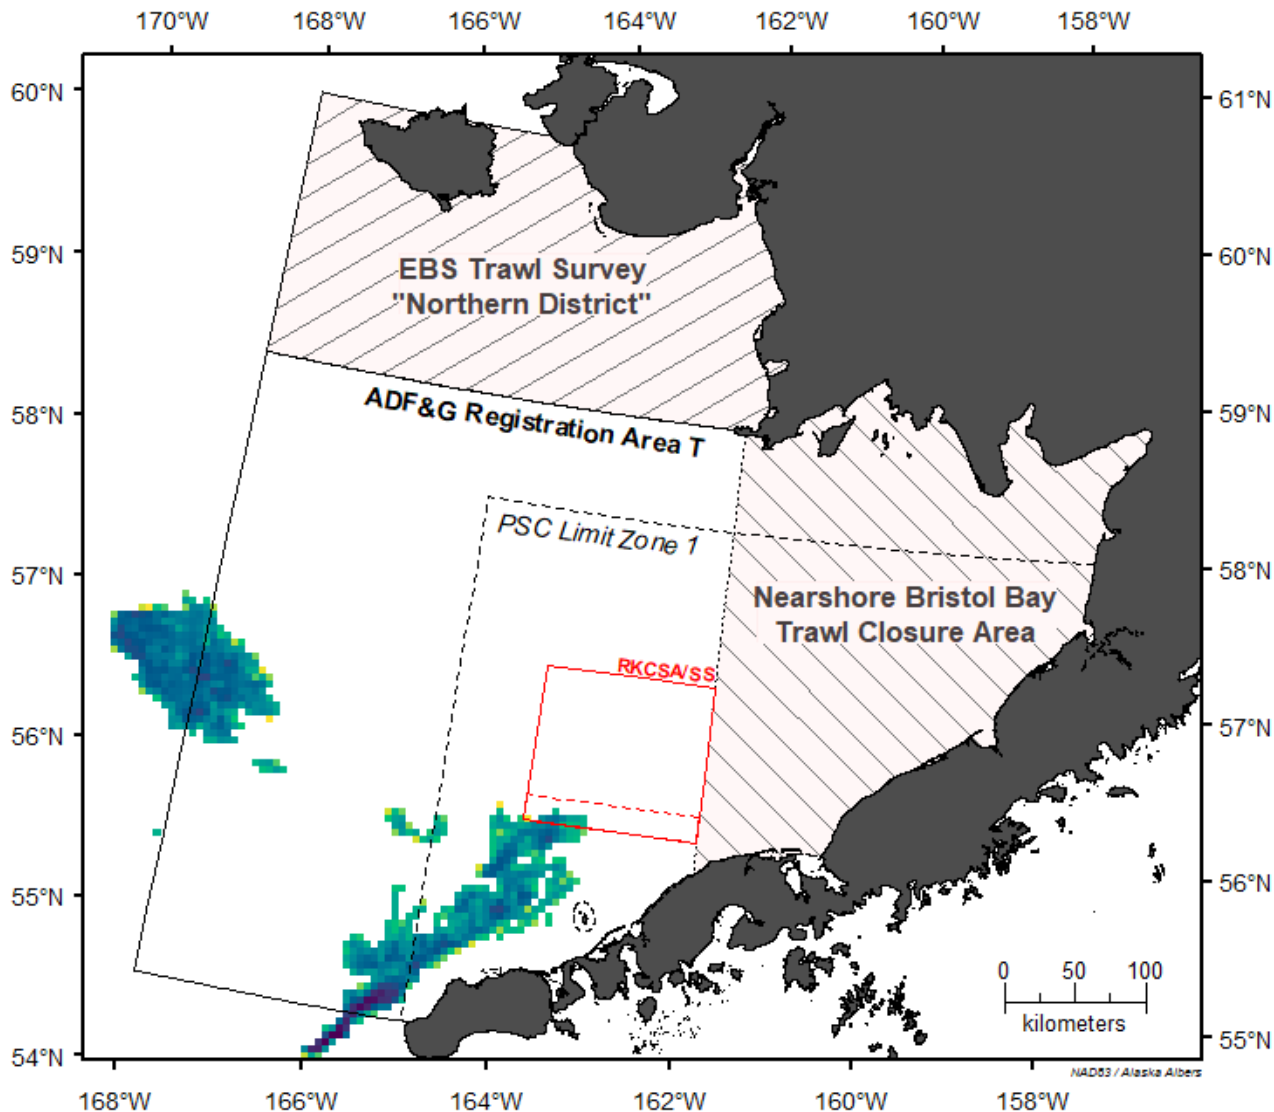 170°W 168°W 166°W 164°W 162°W 160°W 158°W
60°N
61°N
59°N
60°N
EBS Trawl Survey
"Northern District"
58°N
59°N
ADF&G Registration Area T
PSC Limit Zone 1
57°N
58°N
Nearshore Bristol Bay
Trawl Closure Area
RKCSA/SS
56°N
57°N
55°N
56°N
0 50 100
kilometers
54°N
55°N
NAD83 / Alaska Albers
168°W 166°W 164°W 162°W 160°W 158°W